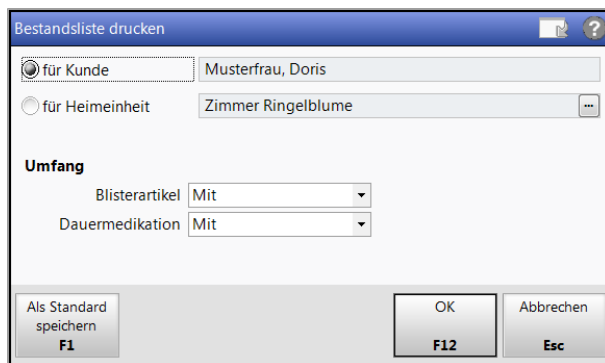 Bestandsliste drucken
für Kunde Musterfrau, Doris
für Heimeinheit Zimmer Ringelblume ...
Umfang
Blisterartikel Mit
Dauermedikation Mit
Als Standard
speichern
F1
OK
F12
Abbrechen
Esc